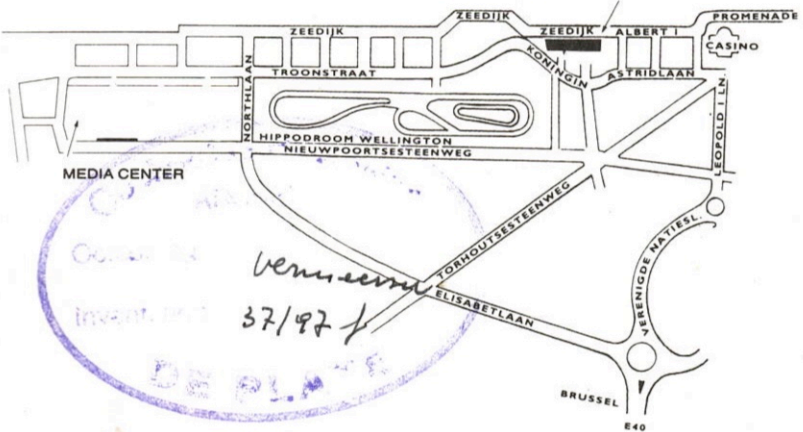 ZEEDIJK
PROMENADE
ZEEDIJK
ZEEDIJK
ALBERT I
CASINO
NORTHLAAN
TROONSTRAAT
KONINGIN
ASTRIDLAAN
LEOPOLD I LN.
HIPPODROOM WELLINGTON
NIEUWPOORTSESTEENWEG
MEDIA CENTER
TORHOUTSESTEENWEG
VERENIGDE NATIESL.
ELISABETLAAN
37/97
DE PLATE
BRUSSEL
E40